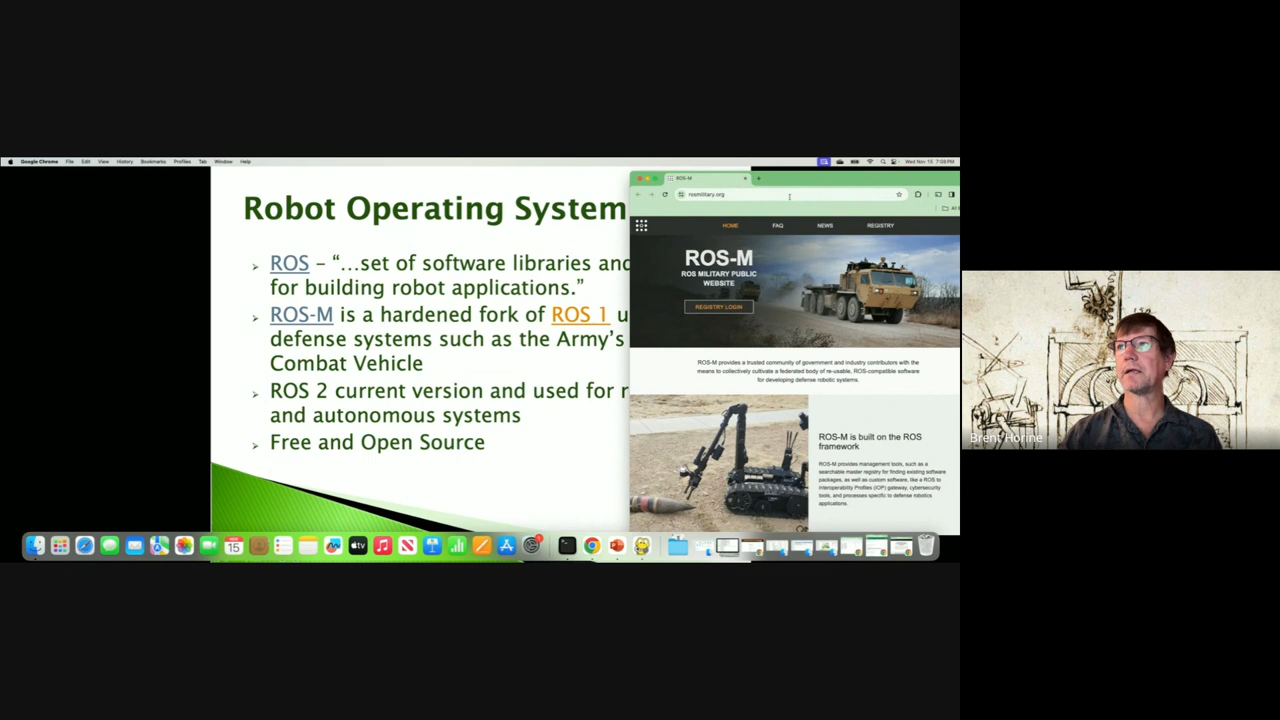 Google Chrome File Edit View History Bookmarks Profiles Tab Window Help
Wed Nov 15 7:08 PM
Robot Operating System
ROS – “…set of software libraries and
for building robot applications.”
ROS-M is a hardened fork of ROS 1 u
defense systems such as the Army’s
Combat Vehicle
ROS 2 current version and used for r
and autonomous systems
Free and Open Source
ROS-M
rosmilitary.org
HOME FAQ NEWS REGISTRY
ROS-M
ROS MILITARY PUBLIC
WEBSITE
REGISTRY LOGIN
ROS-M provides a trusted community of government and industry contributors with the
means to collectively cultivate a federated body of re-usable, ROS-compatible software
for developing defense robotic systems.
ROS-M is built on the ROS
framework
ROS-M provides management tools, such as a
searchable master registry for finding existing software
packages, as well as custom software, like a ROS to
Interoperability Profiles (IOP) gateway, cybersecurity
tools, and processes specific to defense robotics
applications.
NOV
15
tv
Brent Horine